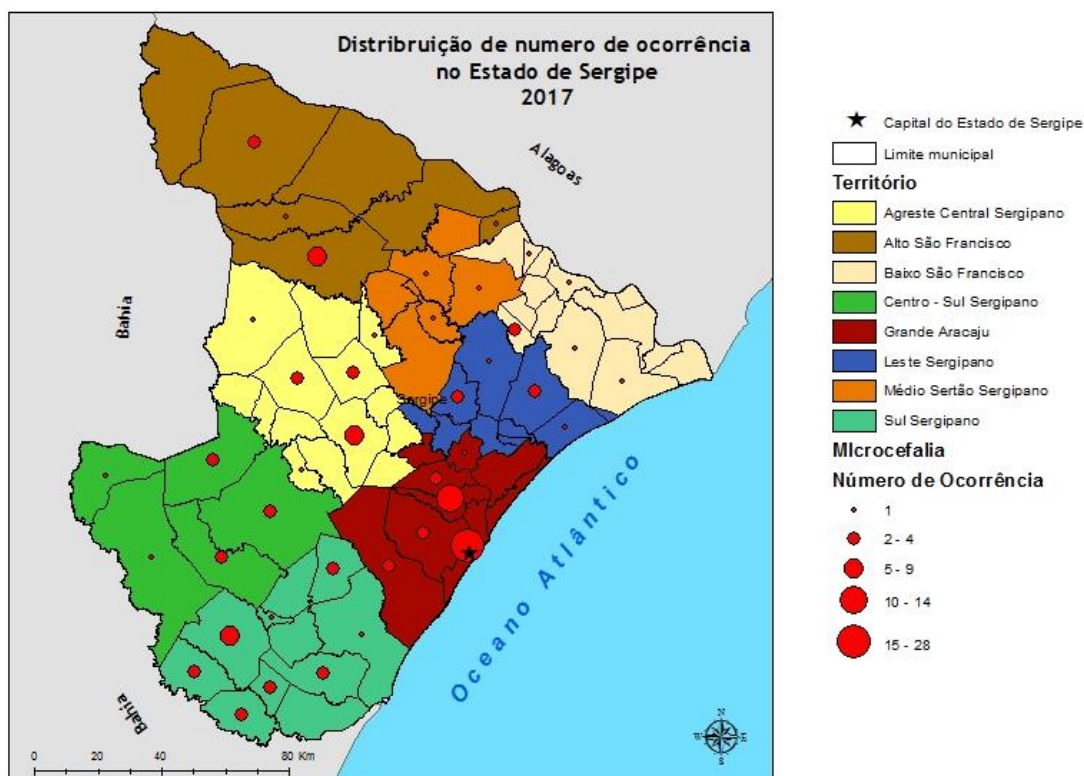 Distribruição de numero de ocorrência
no Estado de Sergipe
2017
Alagoas
Bahia
Sergipe
Oceano Atlântico
Bahía
N
W E
S
0 20 40 80 Km
Capital do Estado de Sergipe
Limite municipal
Território
Agreste Central Sergipano
Alto São Francisco
Baixo São Francisco
Centro - Sul Sergipano
Grande Aracaju
Leste Sergipano
Médio Sertão Sergipano
Sul Sergipano
MIcrocefalia
Número de Ocorrência
1
2 - 4
5 - 9
10 - 14
15 - 28